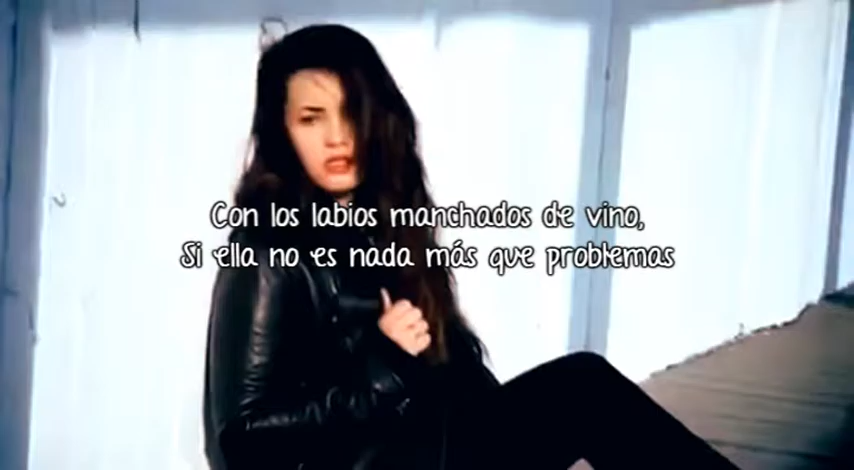 Con los labios manchados de vino,
Si ella no es nada más que problemas